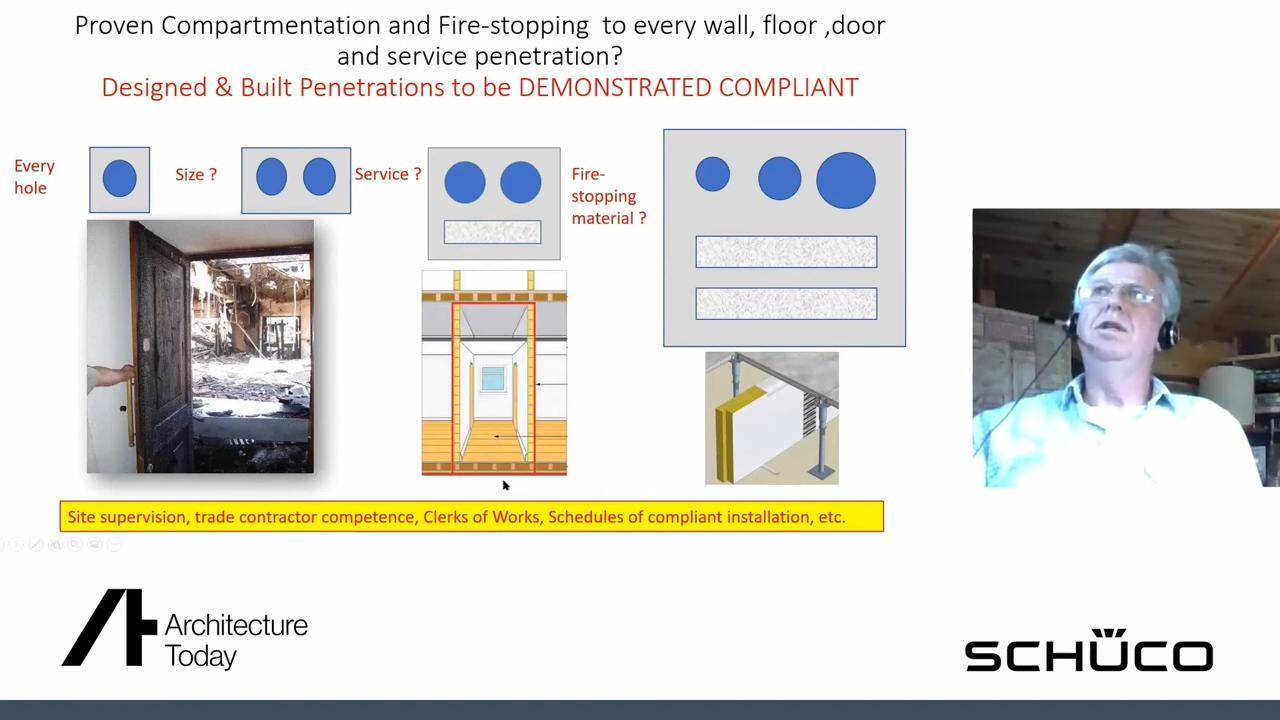 Proven Compartmentation and Fire-stopping  to every wall, floor ,door
and service penetration?
Designed & Built Penetrations to be DEMONSTRATED COMPLIANT
Every
hole
Size ?
Service ?
Fire-
stopping
material ?
Site supervision, trade contractor competence, Clerks of Works, Schedules of compliant installation, etc.
Architecture
Today
SCHÜCO